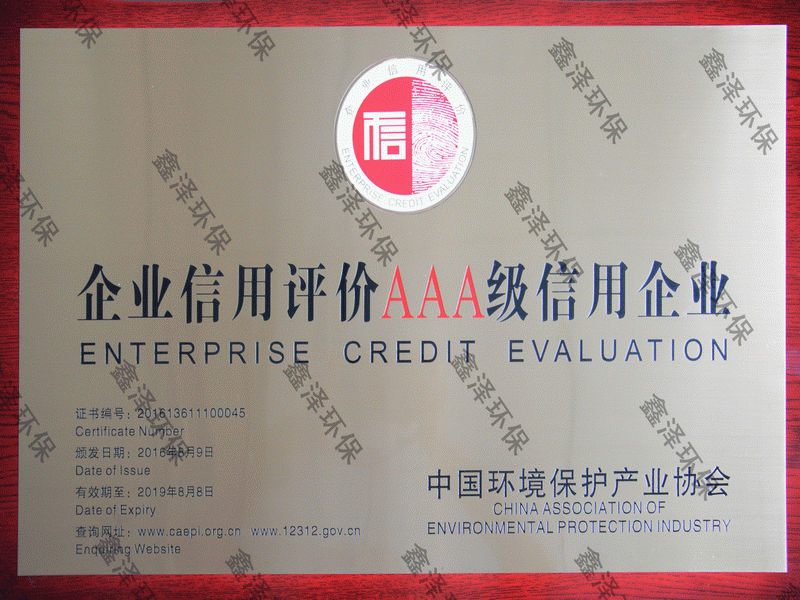 企业信用评价
信
ENTERPRISE CREDIT EVALUATION
企业信用评价AAA级信用企业
ENTERPRISE CREDIT EVALUATION
证书编号：201613611100045
Certificate Number
颁发日期：2016年8月9日
Date of Issue
有效期至：2019年8月8日
Date of Expiry
查询网址：www.caepi.org.cn www.12312.gov.cn
Enquiring Website
中国环境保护产业协会
CHINA ASSOCIATION OF
ENVIRONMENTAL PROTECTION INDUSTRY
鑫泽环保